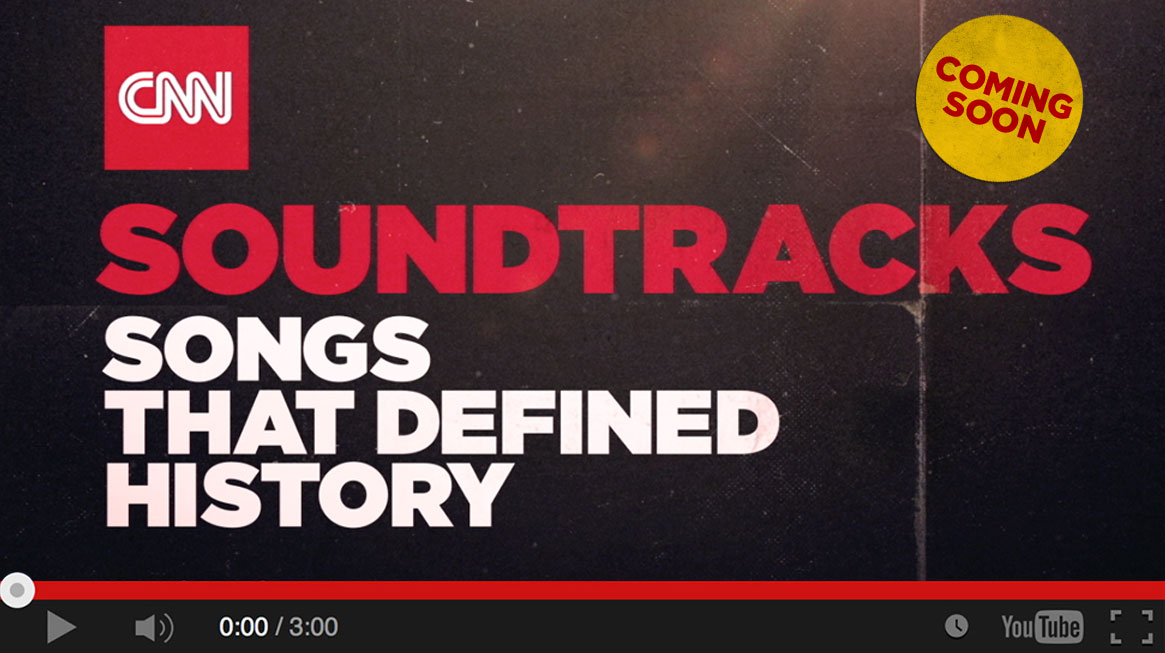 CNN
COMING
SOON
SOUNDTRACKS
SONGS
THAT DEFINED
HISTORY
0:00 / 3:00
YouTube